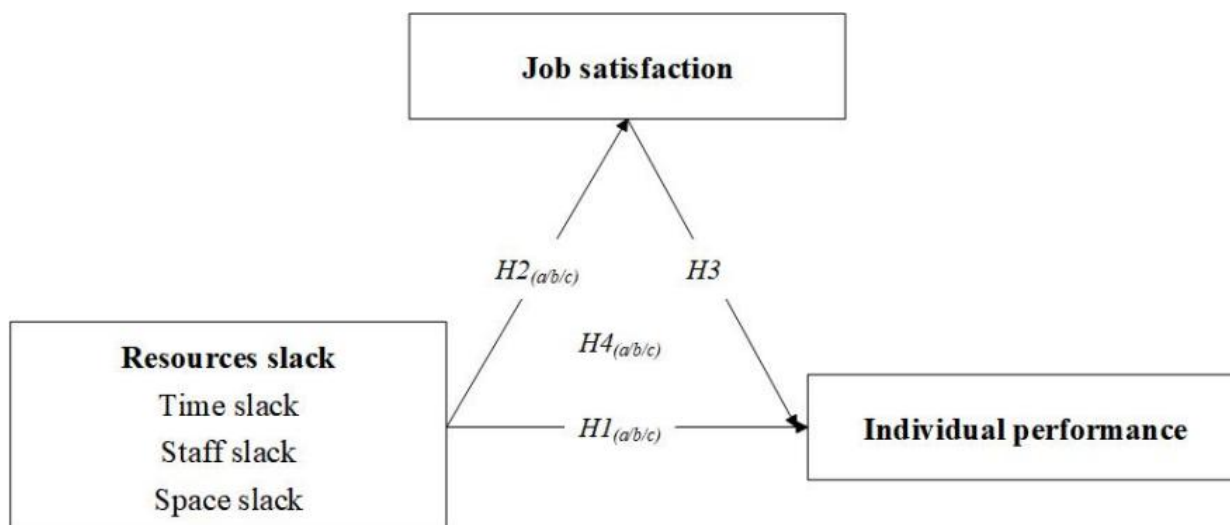 Job satisfaction
H2(a/b/c)
H3
H4(a/b/c)
Resources slack
Time slack
Staff slack
Space slack
H1(a/b/c)
Individual performance